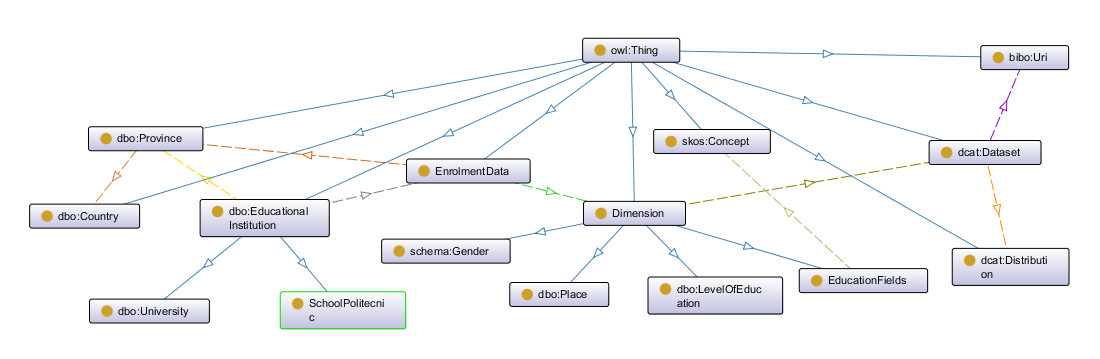 owl:Thing
bibo:Uri
dbo:Province
skos:Concept
dcat:Dataset
EnrolmentData
dbo:Country
dbo:Educational
Institution
Dimension
schema:Gender
dcat:Distributi
on
EducationFields
dbo:Place
dbo:LevelOfEduc
ation
dbo:University
SchoolPolitecni
c